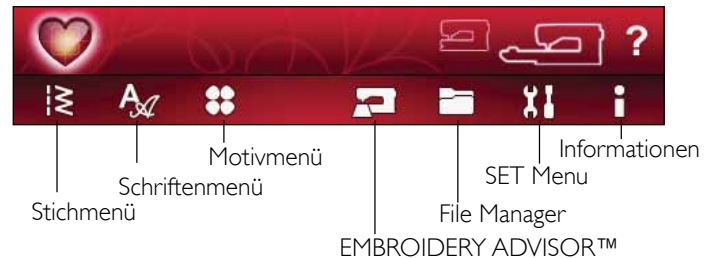 ?
Motivmenü
Informationen
Schriftenmenü
SET Menu
Stichmenü
File Manager
EMBROIDERY ADVISOR™